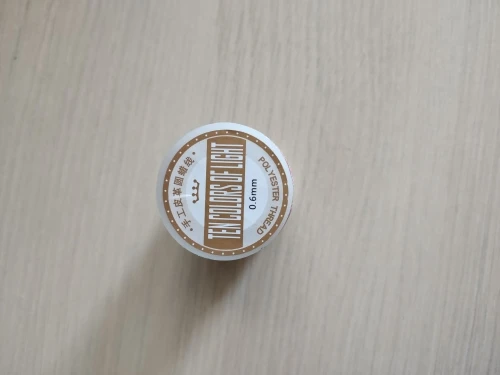 手工皮革圆蜡线
TEN COLORS OF LIGHT
0.6mm
POLYESTER THREAD